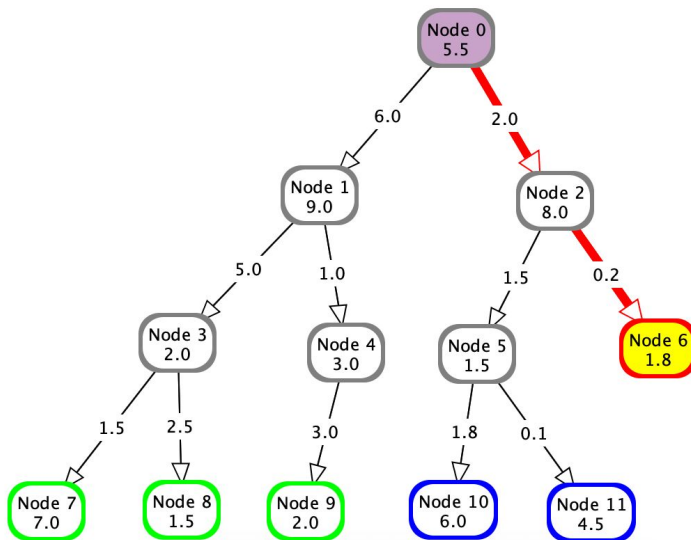 Node 0
5.5
6.0
2.0
Node 1
9.0
Node 2
8.0
5.0
1.0
1.5
0.2
Node 3
2.0
Node 4
3.0
Node 5
1.5
Node 6
1.8
1.5
2.5
3.0
1.8
0.1
Node 7
7.0
Node 8
1.5
Node 9
2.0
Node 10
6.0
Node 11
4.5